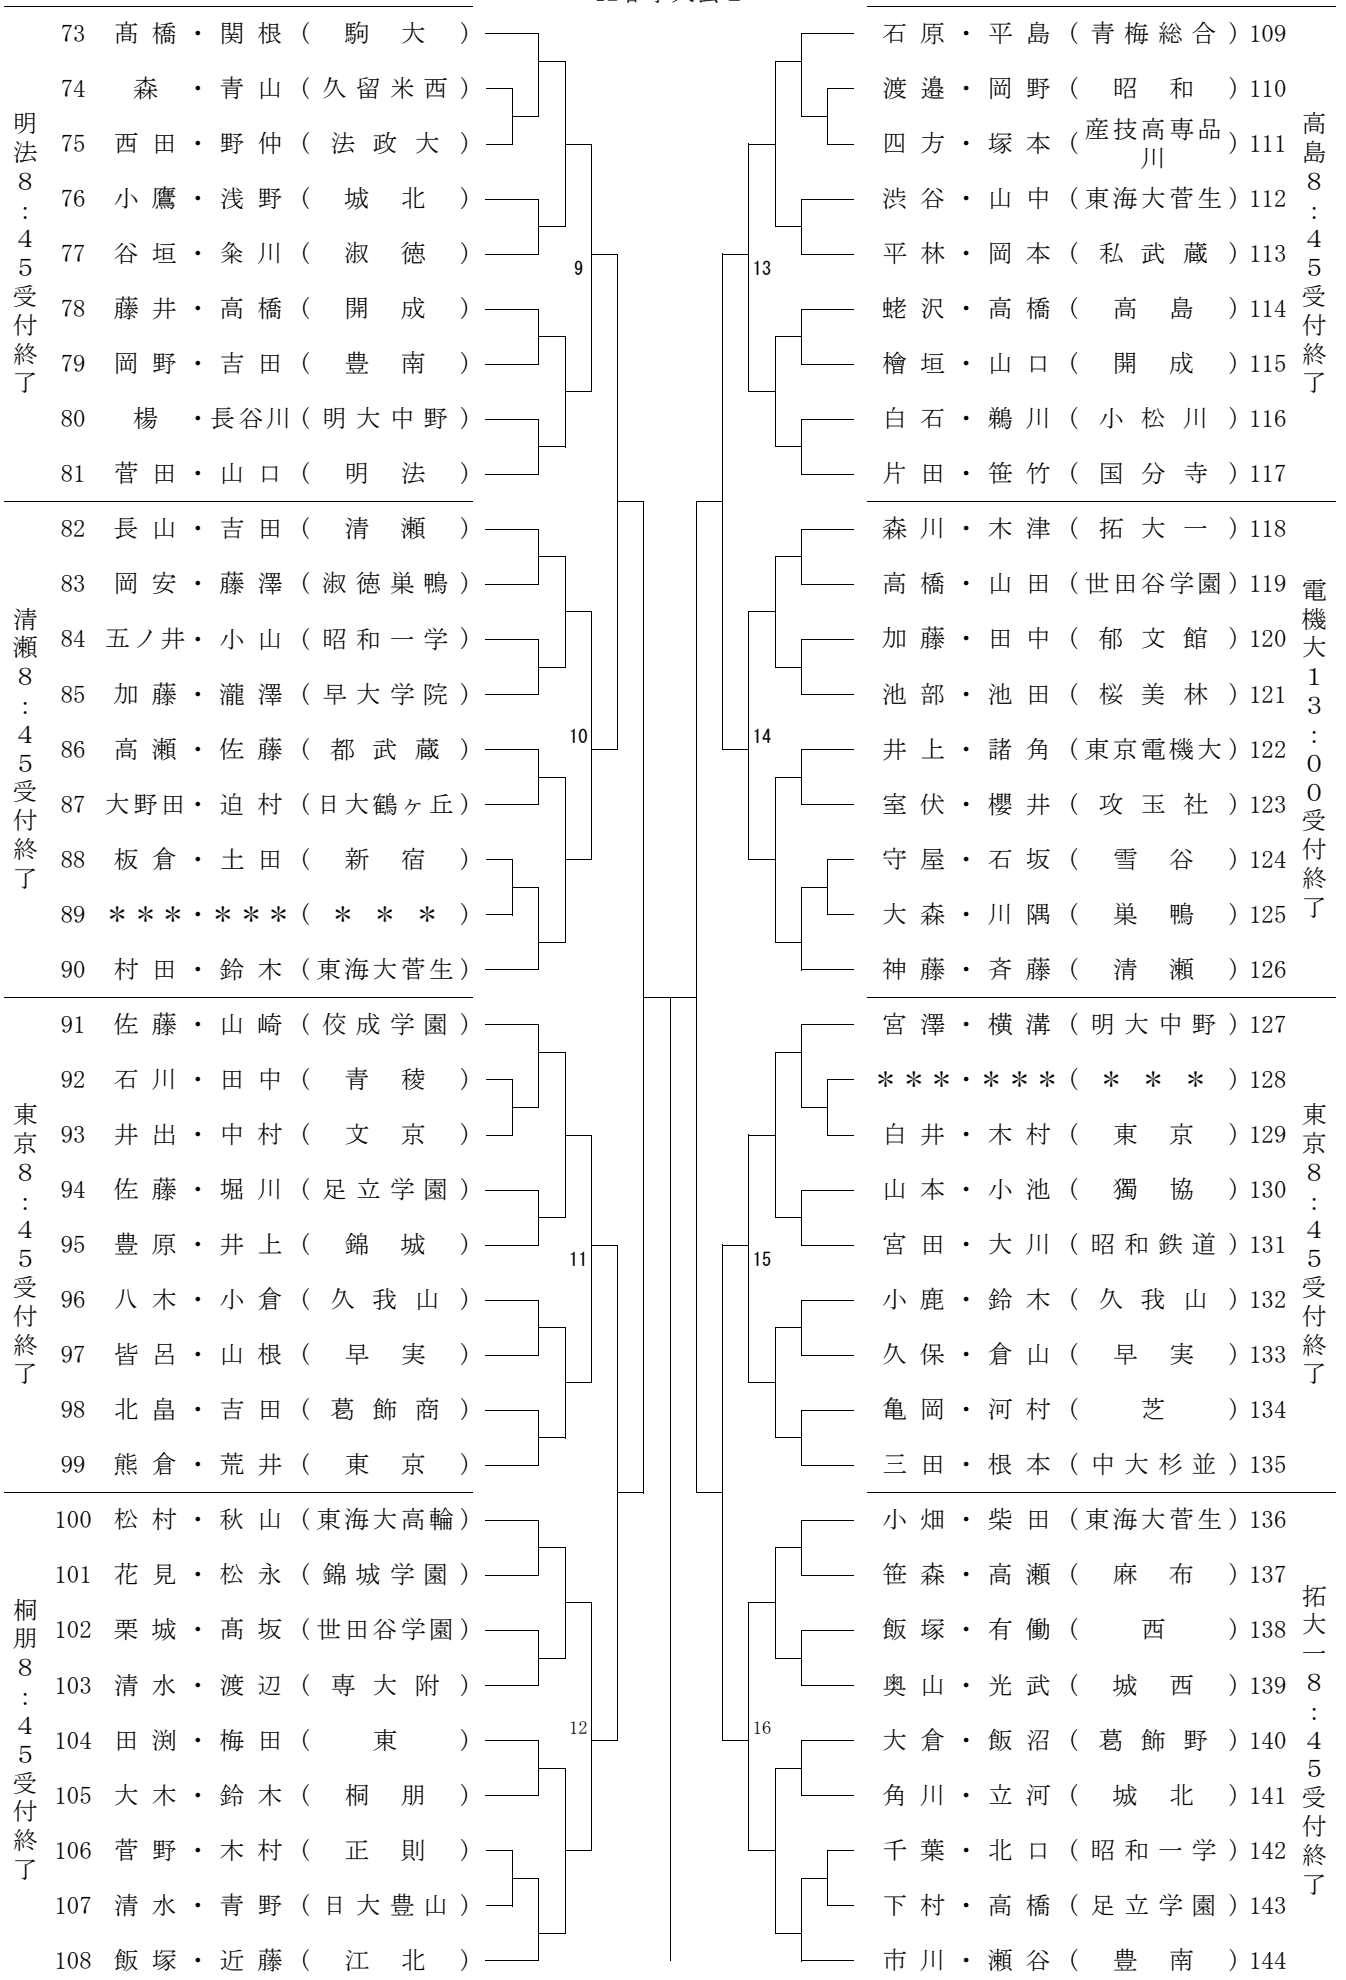 明法8:45受付終了
73 髙橋・関根(駒大)
74 森・青山(久留米西)
75 西田・野仲(法政大)
76 小鷹・浅野(城北)
77 谷垣・粂川(淑徳)
78 藤井・高橋(開成)
79 岡野・吉田(豊南)
80 楊・長谷川(明大中野)
81 菅田・山口(明法)
9
清瀬8:45受付終了
82 長山・吉田(清瀬)
83 岡安・藤澤(淑徳巣鴨)
84 五ノ井・小山(昭和一学)
85 加藤・瀧澤(早大学院)
86 高瀬・佐藤(都武蔵)
87 大野田・迫村(日大鶴ヶ丘)
88 板倉・土田(新宿)
89 ***・***(***)
90 村田・鈴木(東海大菅生)
10
東京8:45受付終了
91 佐藤・山崎(佼成学園)
92 石川・田中(青稜)
93 井出・中村(文京)
94 佐藤・堀川(足立学園)
95 豊原・井上(錦城)
96 八木・小倉(久我山)
97 皆呂・山根(早実)
98 北畠・吉田(葛飾商)
99 熊倉・荒井(東京)
11
桐朋8:45受付終了
100 松村・秋山(東海大高輪)
101 花見・松永(錦城学園)
102 栗城・髙坂(世田谷学園)
103 清水・渡辺(専大附)
104 田渕・梅田(東)
105 大木・鈴木(桐朋)
106 菅野・木村(正則)
107 清水・青野(日大豊山)
108 飯塚・近藤(江北)
12
石原・平島(青梅総合)109
渡邉・岡野(昭和)110
四方・塚本(産技高専品川)111
渋谷・山中(東海大菅生)112
平林・岡本(私武蔵)113
蛯沢・高橋(高島)114
檜垣・山口(開成)115
白石・鵜川(小松川)116
片田・笹竹(国分寺)117
高島8:45受付終了
13
森川・木津(拓大一)118
高橋・山田(世田谷学園)119
加藤・田中(郁文館)120
池部・池田(桜美林)121
井上・諸角(東京電機大)122
室伏・櫻井(攻玉社)123
守屋・石坂(雪谷)124
大森・川隅(巣鴨)125
神藤・斉藤(清瀬)126
電機大13:00受付終了
14
宮澤・横溝(明大中野)127
***・***(***)128
白井・木村(東京)129
山本・小池(獨協)130
宮田・大川(昭和鉄道)131
小鹿・鈴木(久我山)132
久保・倉山(早実)133
亀岡・河村(芝)134
三田・根本(中大杉並)135
東京8:45受付終了
15
小畑・柴田(東海大菅生)136
笹森・高瀬(麻布)137
飯塚・有働(西)138
奥山・光武(城西)139
大倉・飯沼(葛飾野)140
角川・立河(城北)141
千葉・北口(昭和一学)142
下村・高橋(足立学園)143
市川・瀬谷(豊南)144
拓大一8:45受付終了
16